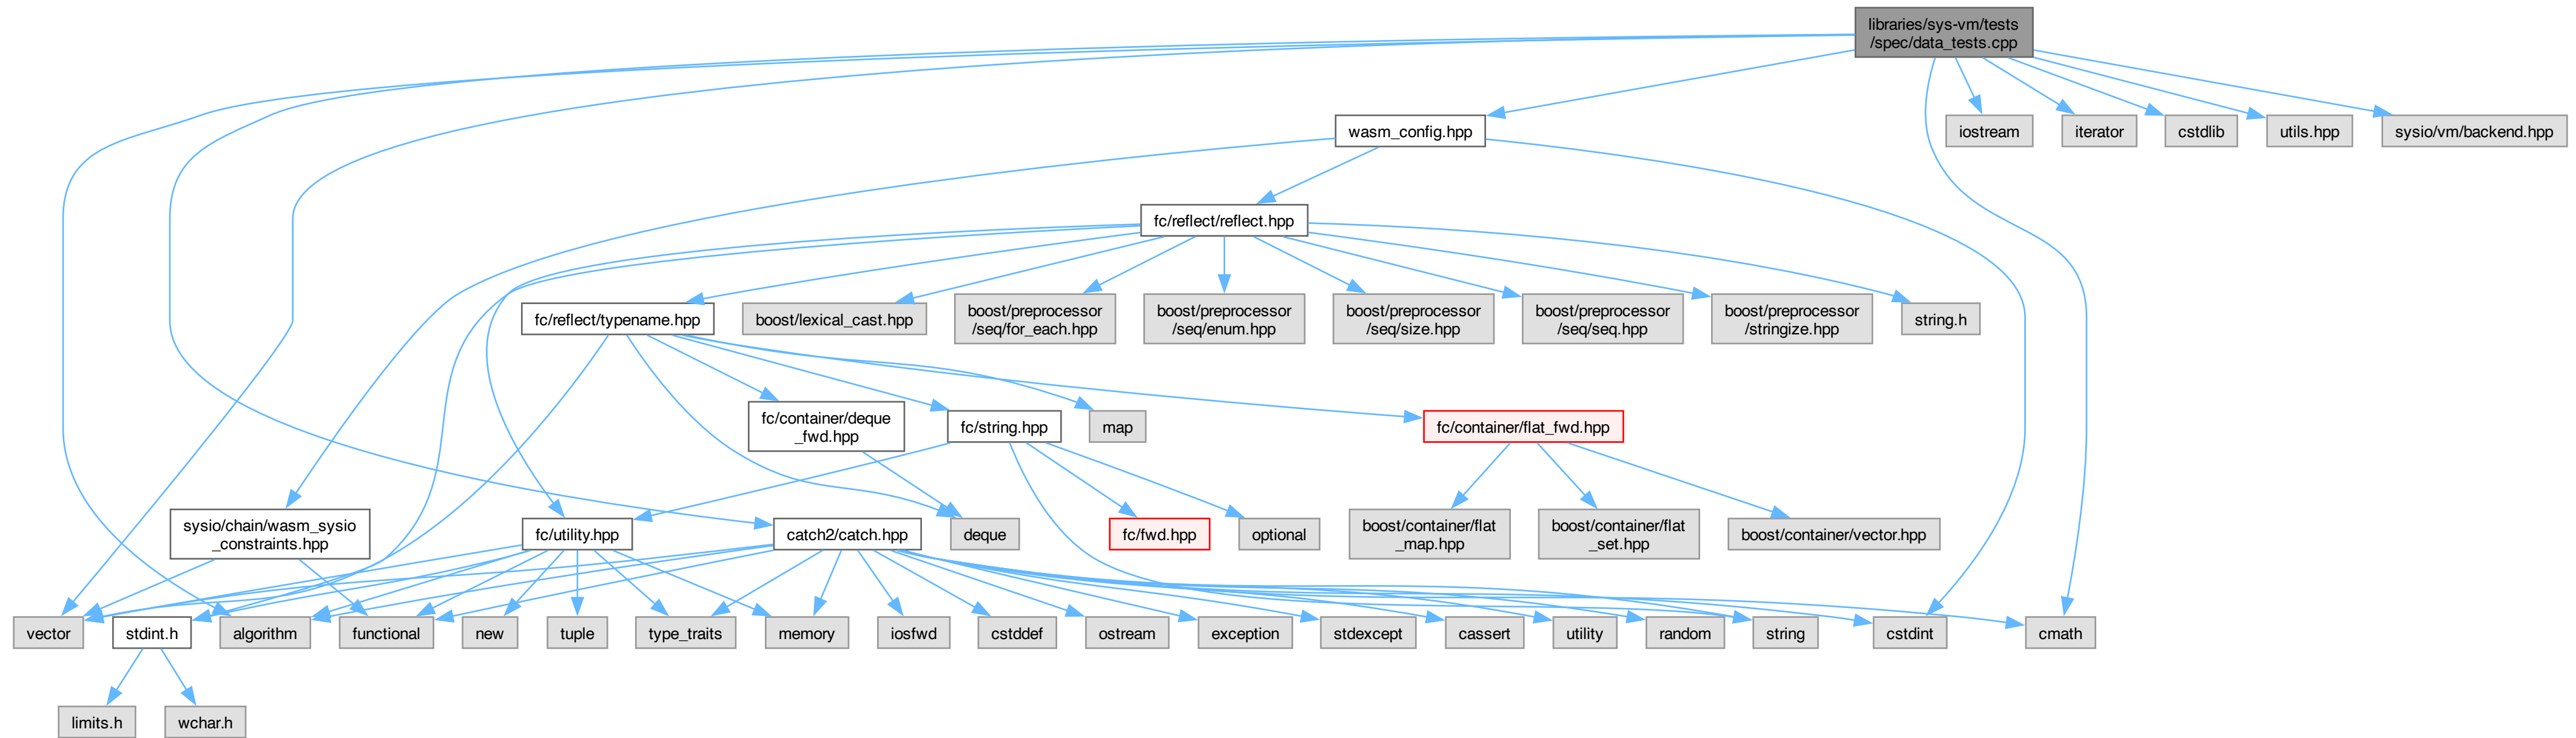 libraries/sys-vm/tests
/spec/data_tests.cpp
wasm_config.hpp
iostream
iterator
cstdlib
utils.hpp
sysio/vm/backend.hpp
fc/reflect/reflect.hpp
fc/reflect/typename.hpp
boost/lexical_cast.hpp
boost/preprocessor
/seq/for_each.hpp
boost/preprocessor
/seq/enum.hpp
boost/preprocessor
/seq/size.hpp
boost/preprocessor
/seq/seq.hpp
boost/preprocessor
/stringize.hpp
string.h
fc/container/deque
_fwd.hpp
fc/string.hpp
map
fc/container/flat_fwd.hpp
sysio/chain/wasm_sysio
_constraints.hpp
fc/utility.hpp
catch2/catch.hpp
deque
fc/fwd.hpp
optional
boost/container/flat
_map.hpp
boost/container/flat
_set.hpp
boost/container/vector.hpp
vector
stdint.h
algorithm
functional
new
tuple
type_traits
memory
iosfwd
cstddef
ostream
exception
stdexcept
cassert
utility
random
string
cstdint
cmath
limits.h
wchar.h